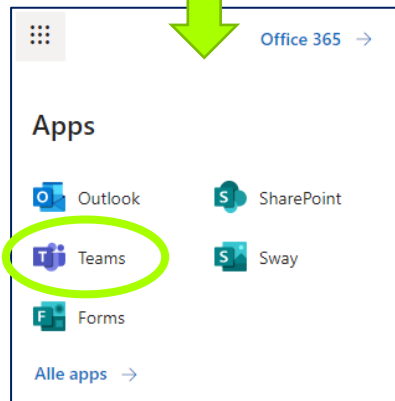 Office 365 →
Apps
Outlook
SharePoint
Teams
Sway
Forms
Alle apps →